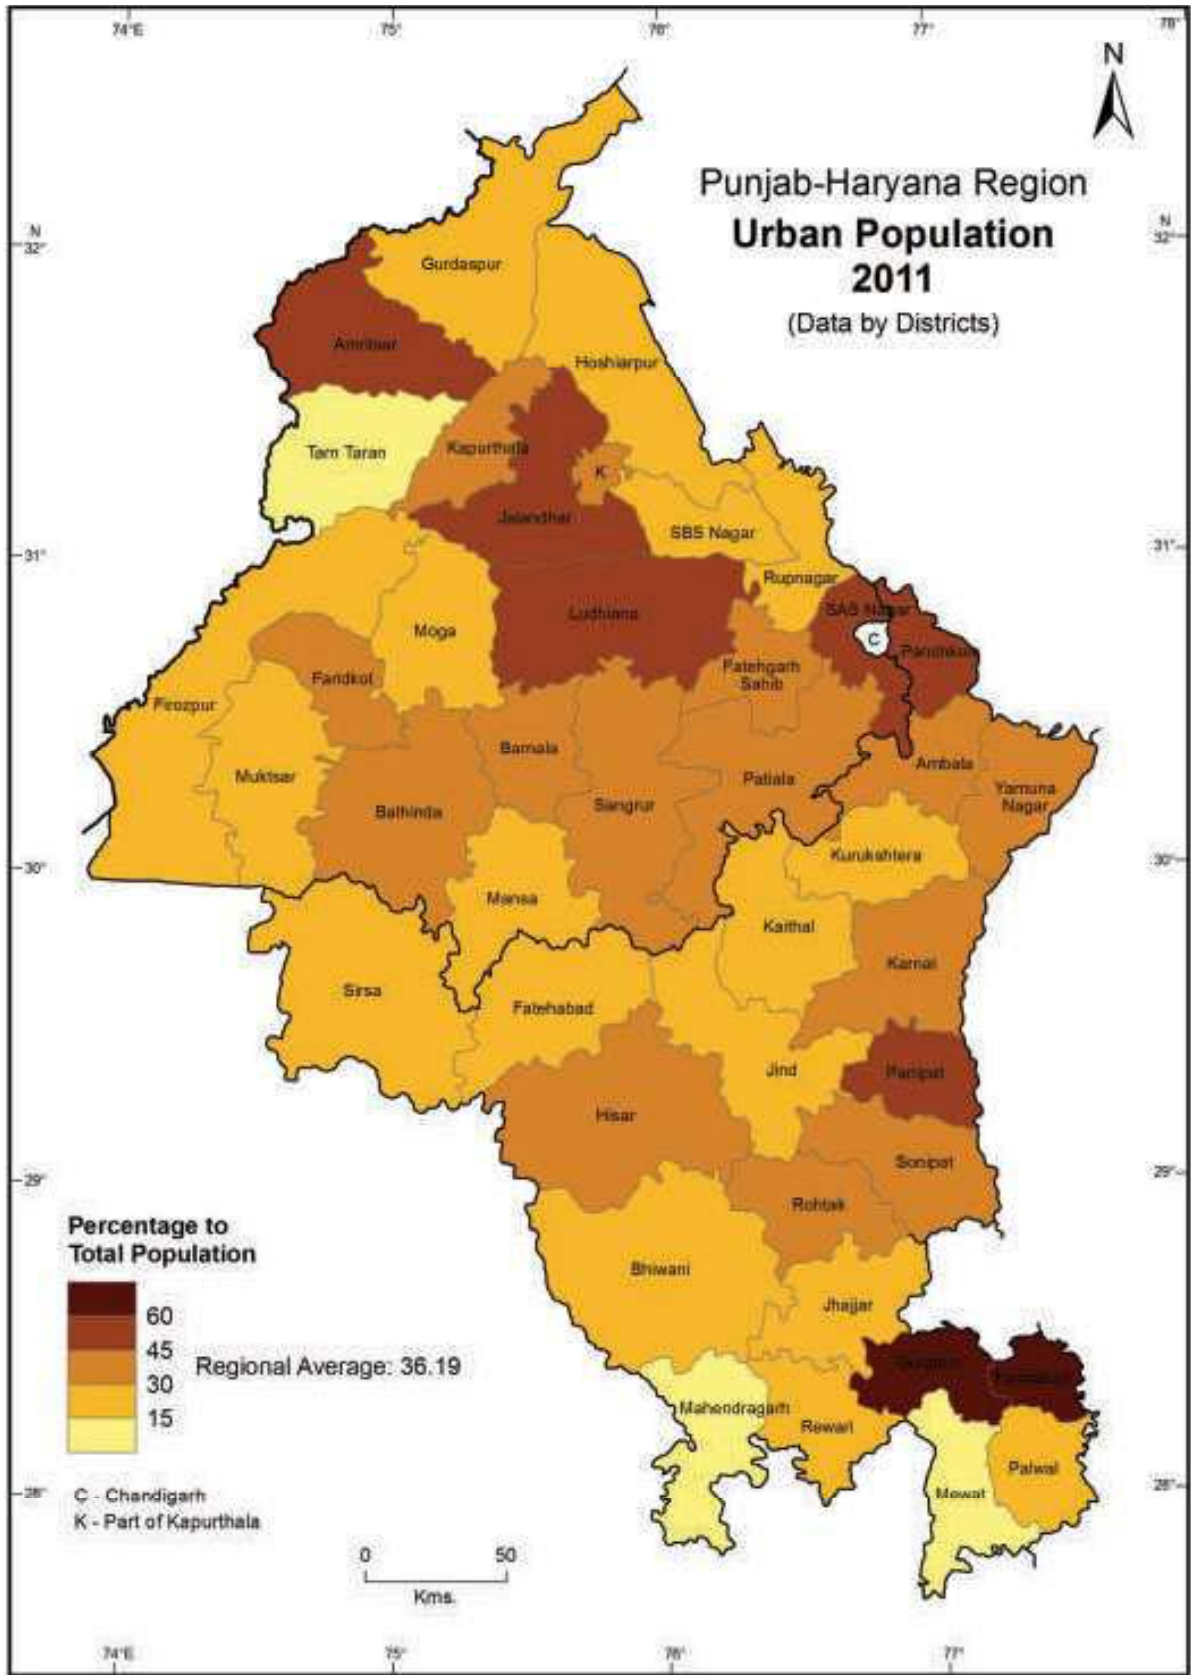 74°E 75° 76° 77° 78°
N
Punjab-Haryana Region
Urban Population
2011
(Data by Districts)
N
32°
N
32°
Gurdaspur
Amritsar
Hoshiarpur
Tarn Taran
Kapurthala
K
Jalandhar
SBS Nagar
31°
31°
Rupnagar
SAS Nagar
Ludhiana
Moga
C
Panchkula
Fatehgarh
Sahib
Faridkot
Firozpur
Barnala
Ambala
Muktsar
Patiala
Yamuna
Nagar
Sangrur
Bathinda
Kurukshtera
30°
30°
Mansa
Kaithal
Karnal
Sirsa
Fatehabad
Jind
Panipat
Hisar
Sonipat
29°
29°
Rohtak
Percentage to
Total Population
Bhiwani
Jhajjar
60
45
Regional Average: 36.19
30
15
Gurgaon
Mahendragarh
Rewari
Palwal
Mewat
28°
28°
C - Chandigarh
K - Part of Kapurthala
0 50
Kms.
74°E 75° 76° 77°